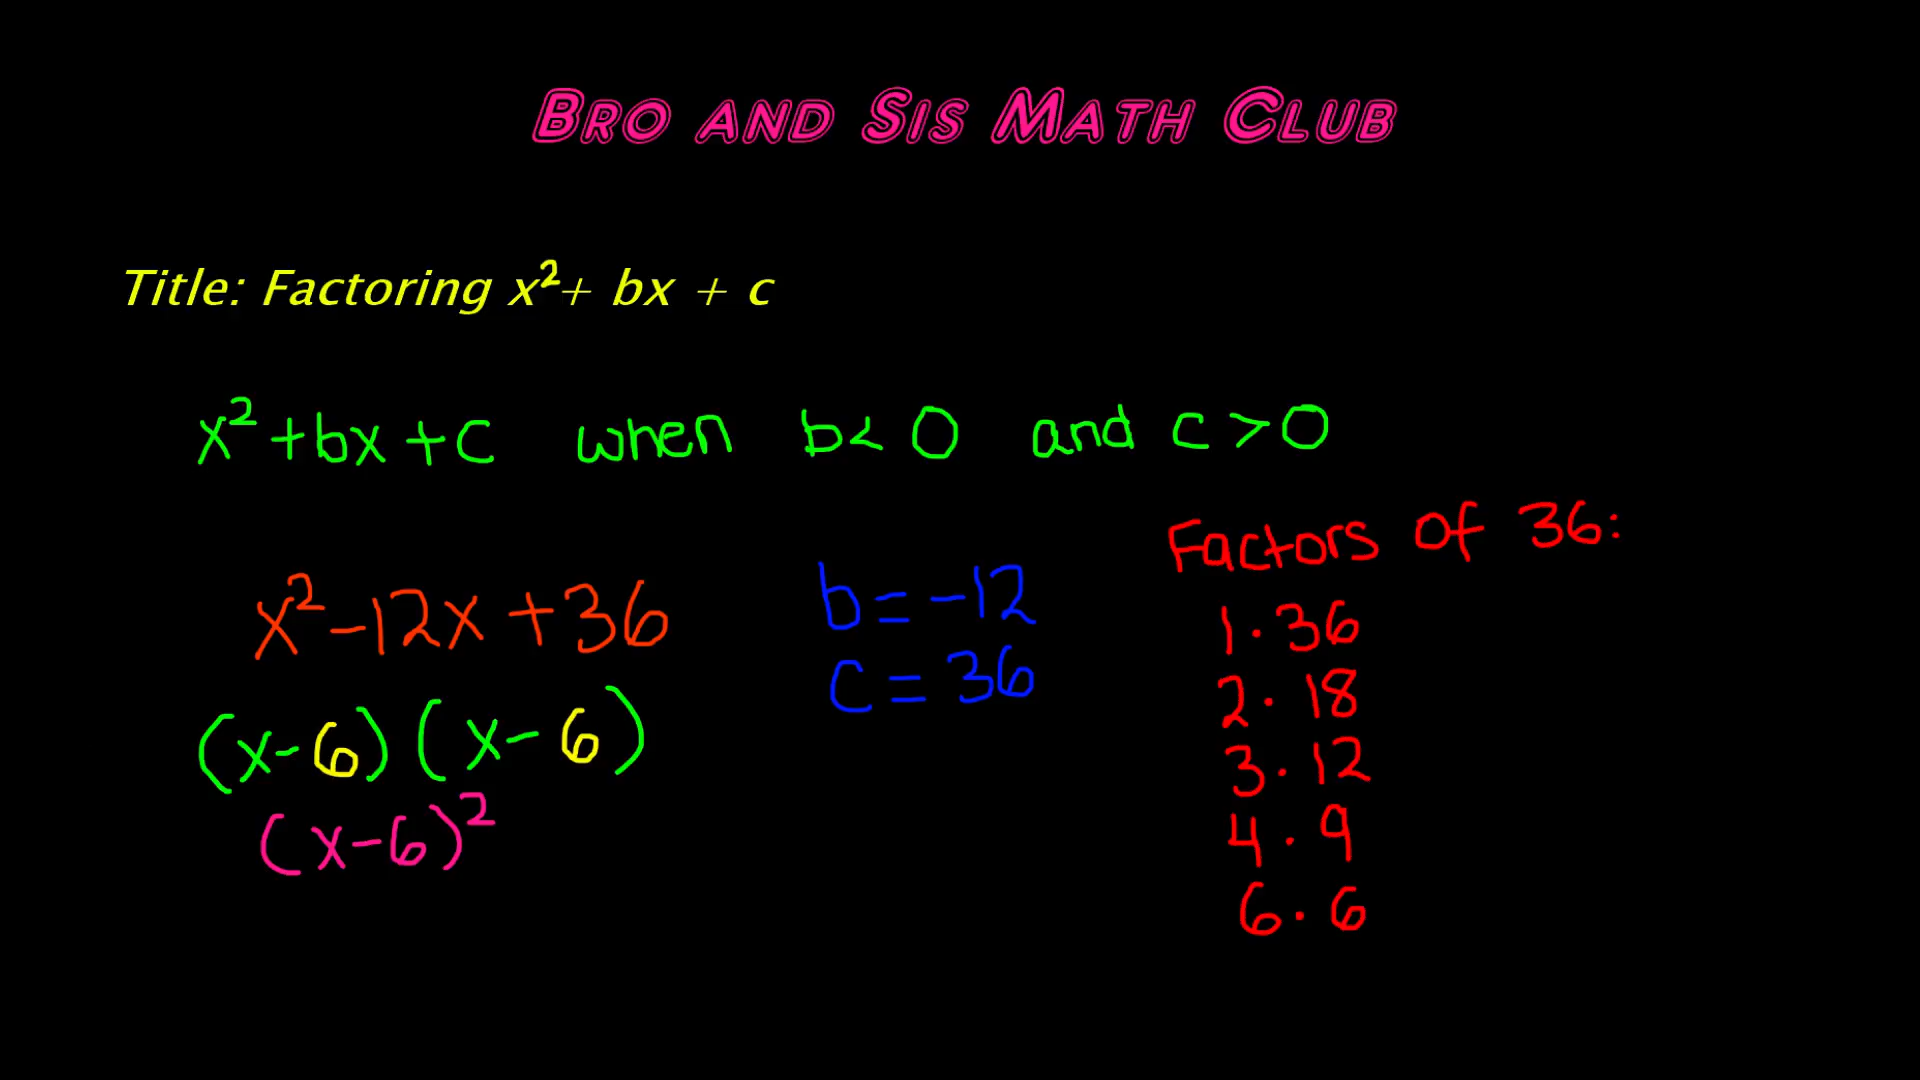 BRO AND SIS MATH CLUB
Title: Factoring x²+ bx + c
x²+bx+c when b< 0 and c>0
x²-12x+36
(x-6)(x-6)
(x-6)²
b=-12
c=36
Factors of 36:
1·36
2·18
3·12
4·9
6·6